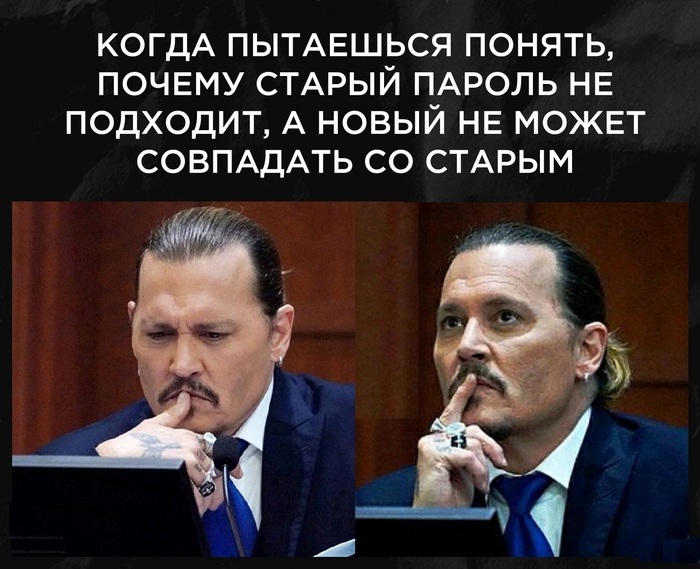 КОГДА ПЫТАЕШЬСЯ ПОНЯТЬ,
ПОЧЕМУ СТАРЫЙ ПАРОЛЬ НЕ
ПОДХОДИТ, А НОВЫЙ НЕ МОЖЕТ
СОВПАДАТЬ СО СТАРЫМ